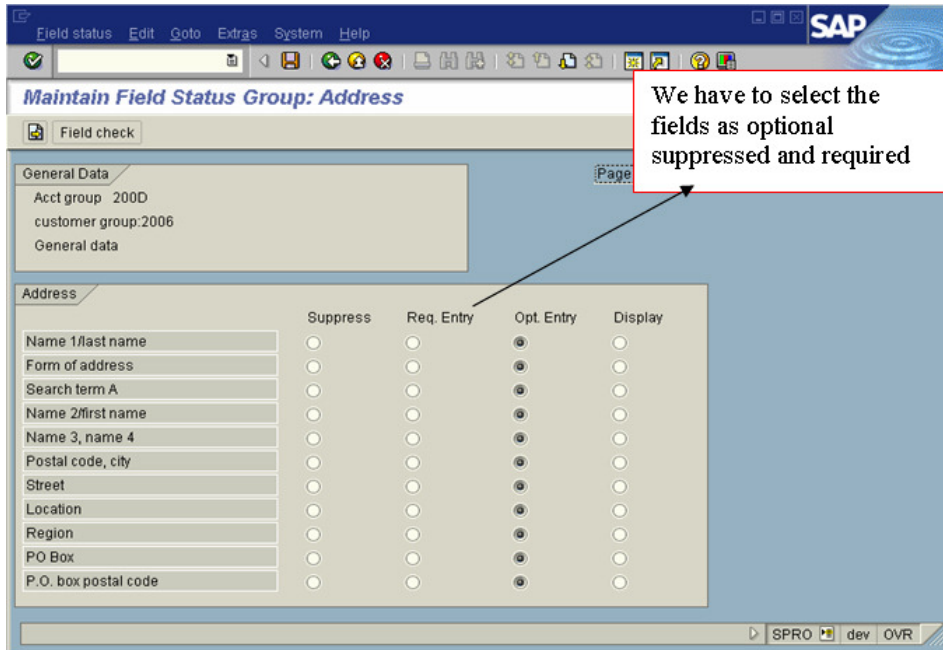 Field status Edit Goto Extras System Help
SAP
Maintain Field Status Group: Address
We have to select the
fields as optional
suppressed and required
Field check
General Data
Page
Acct group 200D
customer group:2006
General data
Address
Suppress Req. Entry Opt. Entry Display
Name 1/last name
Form of address
Search term A
Name 2/first name
Name 3, name 4
Postal code, city
Street
Location
Region
PO Box
P.O. box postal code
SPRO dev OVR